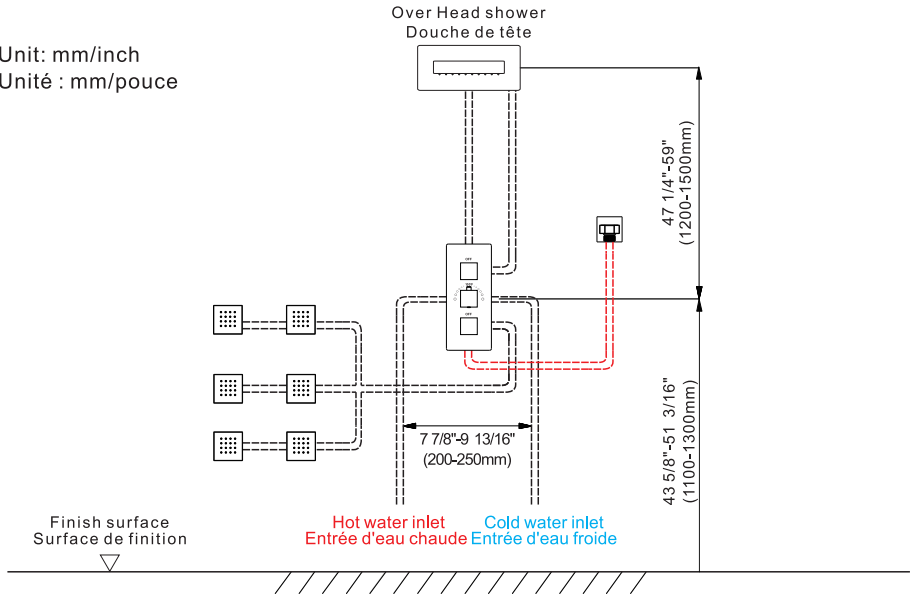 Over Head shower
Douche de tête
Unit: mm/inch
Unité : mm/pouce
47 1/4"-59"
(1200-1500mm)
OFF
OFF
7 7/8"-9 13/16"
(200-250mm)
43 5/8"-51 3/16"
(1100-1300mm)
Hot water inlet
Entrée d'eau chaude
Cold water inlet
Entrée d'eau froide
Finish surface
Surface de finition